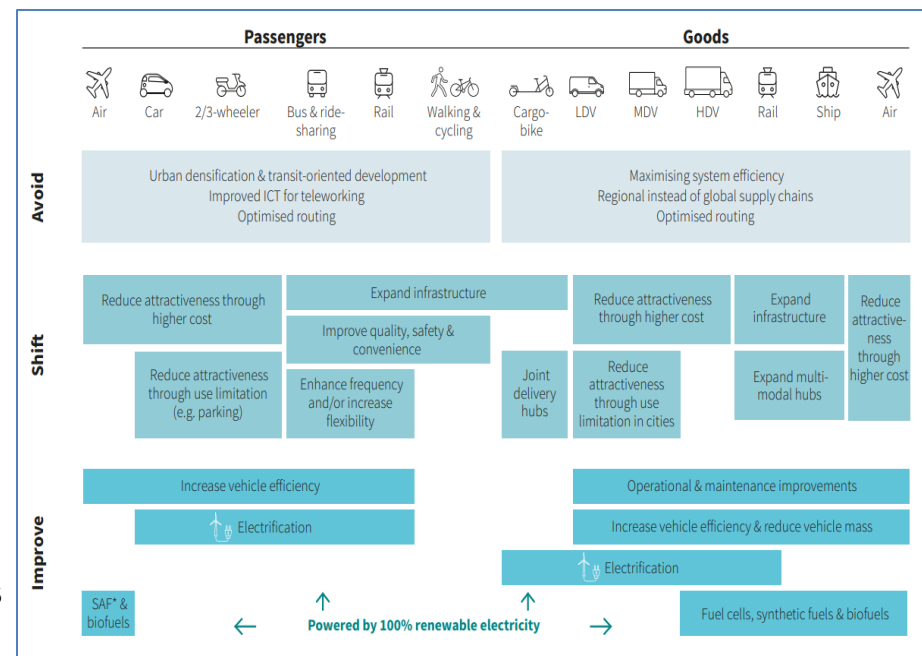 Passengers
Goods
Air
Car
2/3-wheeler
Bus & ride-
sharing
Rail
Walking &
cycling
Cargo-
bike
LDV
MDV
HDV
Rail
Ship
Air
Avoid
Urban densification & transit-oriented development
Improved ICT for teleworking
Optimised routing
Maximising system efficiency
Regional instead of global supply chains
Optimised routing
Shift
Reduce attractiveness through
higher cost
Expand infrastructure
Reduce attractiveness
through higher cost
Expand
infrastructure
Reduce
attractive-
ness
through
higher cost
Improve quality, safety &
convenience
Reduce attractiveness
through use limitation
(e.g. parking)
Enhance frequency
and/or increase
flexibility
Joint
delivery
hubs
Reduce
attractiveness
through use
limitation in cities
Expand multi-
modal hubs
Improve
Increase vehicle efficiency
Operational & maintenance improvements
Electrification
Increase vehicle efficiency & reduce vehicle mass
Electrification
SAF* &
biofuels
Powered by 100% renewable electricity
Fuel cells, synthetic fuels & biofuels